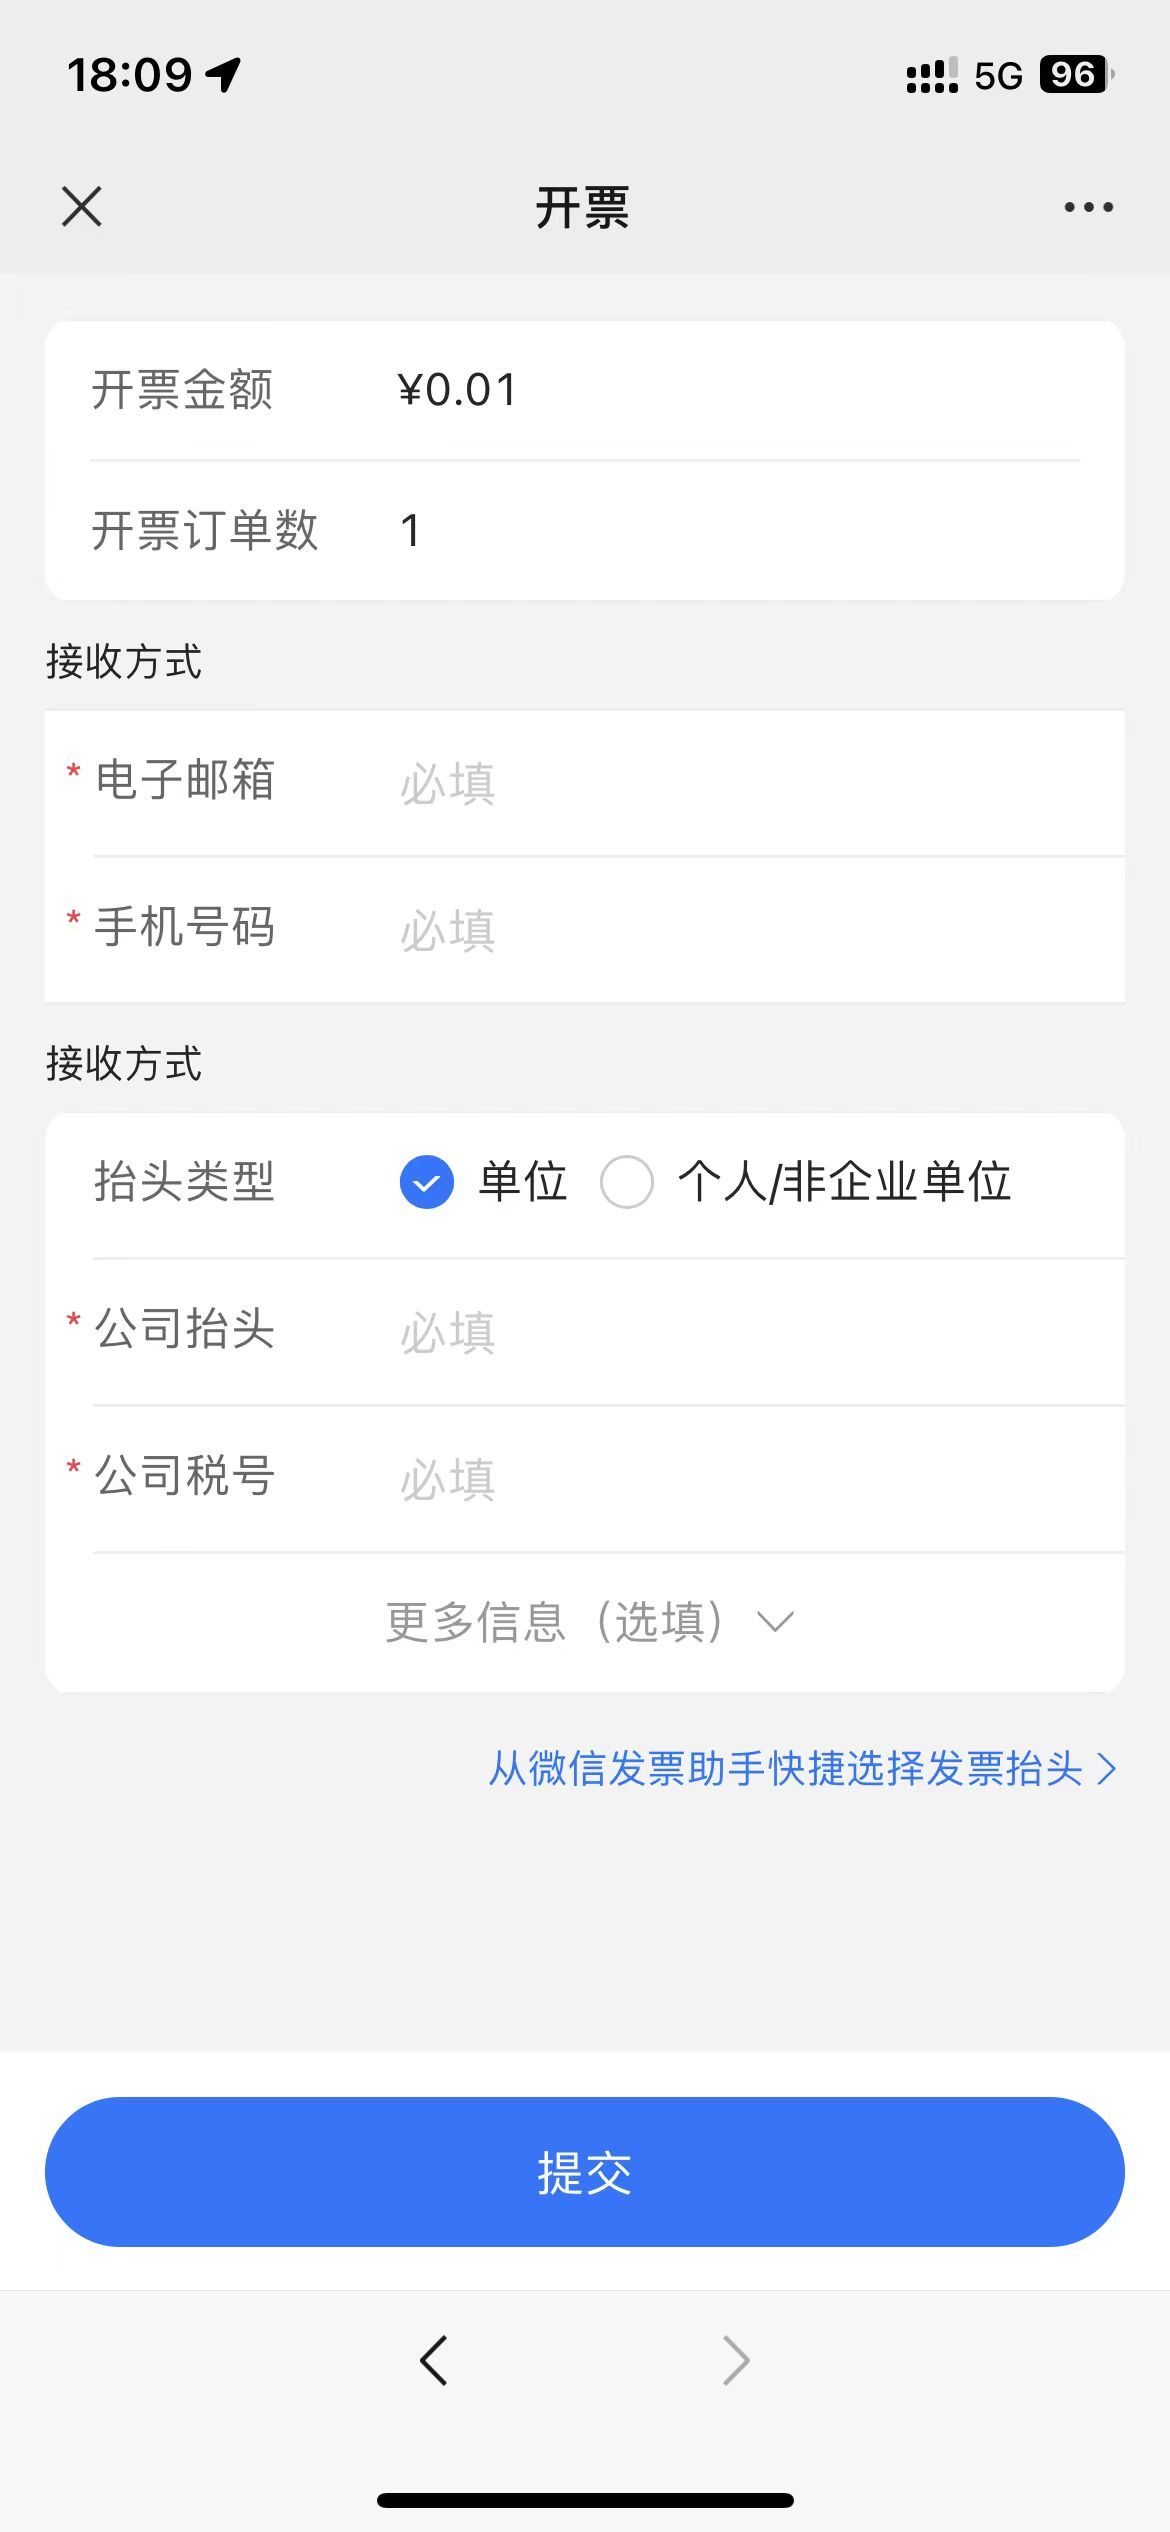 18:09 5G 96
开票
开票金额 ¥0.01
开票订单数 1
接收方式
* 电子邮箱 必填
* 手机号码 必填
接收方式
抬头类型 单位 个人/非企业单位
* 公司抬头 必填
* 公司税号 必填
更多信息（选填）
从微信发票助手快捷选择发票抬头
提交